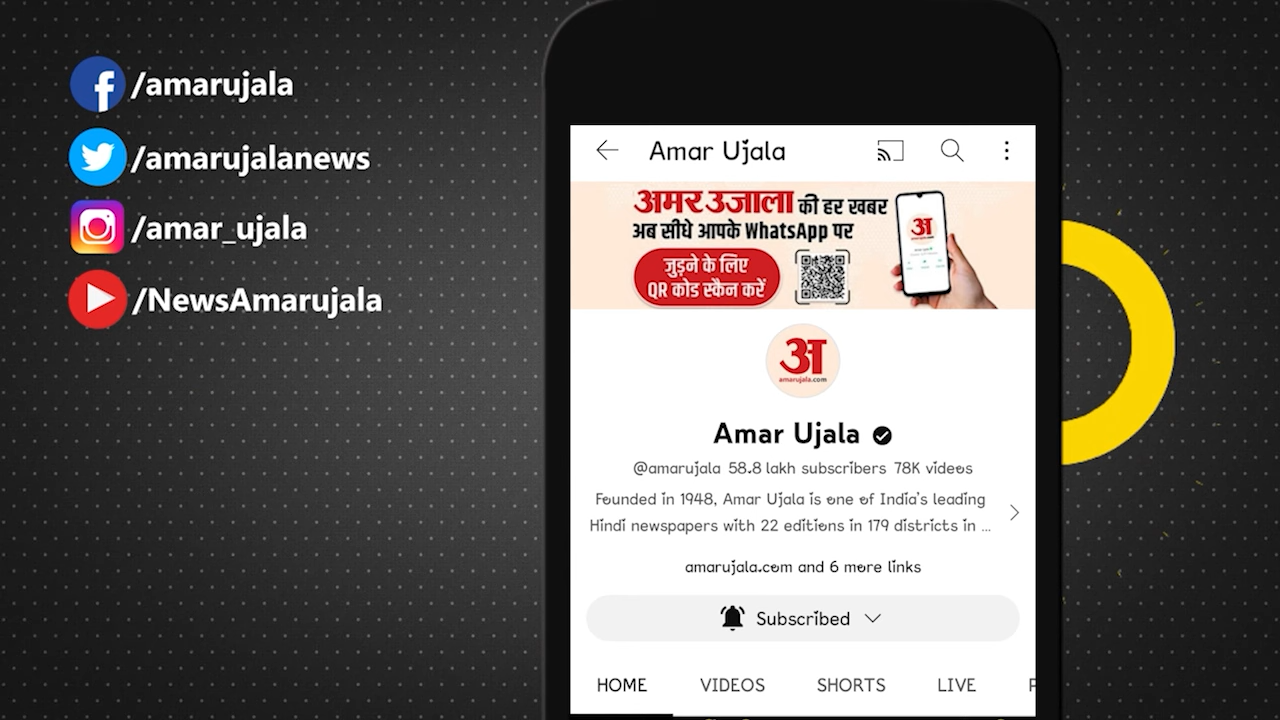 /amarujala
/amarujalanews
/amar_ujala
/NewsAmarujala
Amar Ujala
अमर उजाला की हर खबर
अब सीधे आपके WhatsApp पर
जुड़ने के लिए
QR कोड स्कैन करें
अ
अ
amarujala.com
Amar Ujala
@amarujala 58.8 lakh subscribers 78K videos
Founded in 1948, Amar Ujala is one of India's leading
Hindi newspapers with 22 editions in 179 districts in ...
amarujala.com and 6 more links
Subscribed
HOME VIDEOS SHORTS LIVE